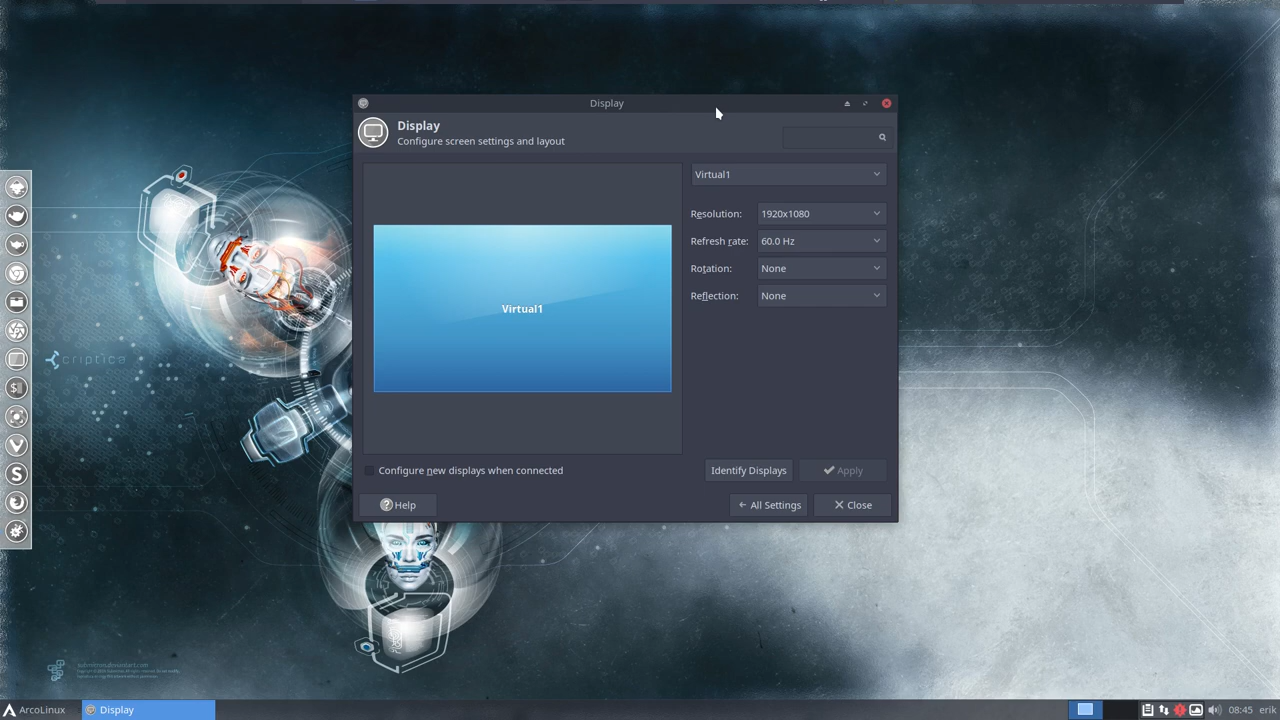 Display
Display
Configure screen settings and layout
Virtual1
Resolution: 1920x1080
Refresh rate: 60.0 Hz
Rotation: None
Reflection: None
Virtual1
Configure new displays when connected
Identify Displays
Apply
Help
All Settings
Close
criptica
$
V
S
ArcoLinux
Display
08:45
erik